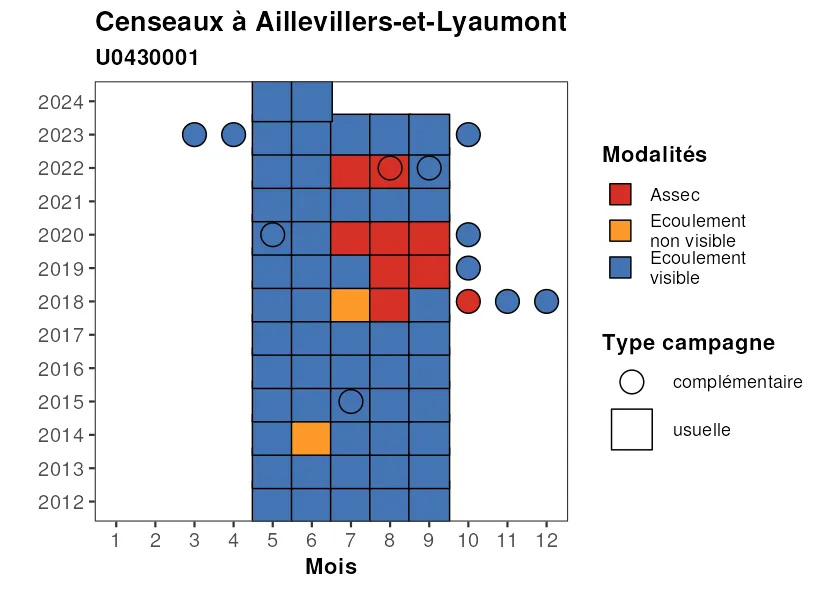 Censeaux à Aillevillers-et-Lyaumont
U0430001
2024
2023
2022
2021
2020
2019
2018
2017
2016
2015
2014
2013
2012
1 2 3 4 5 6 7 8 9 10 11 12
Mois
Modalités
Assec
Ecoulement
non visible
Ecoulement
visible
Type campagne
complémentaire
usuelle